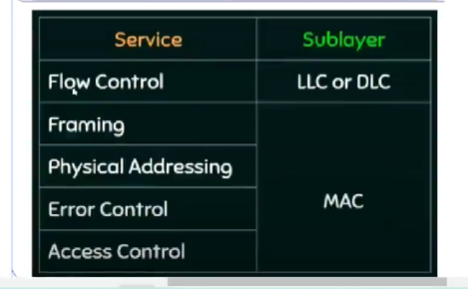 Service Sublayer
Flow Control LLC or DLC
Framing
Physical Addressing
MAC
Error Control
Access Control